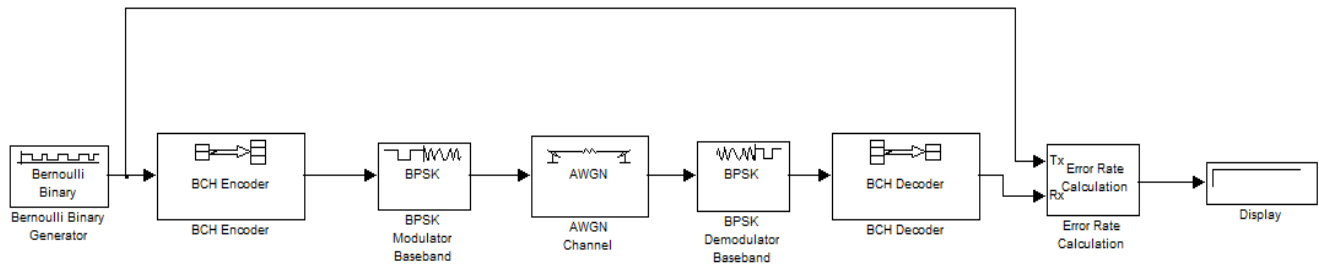 Bernoulli
Binary
Bernoulli Binary
Generator
BCH Encoder
BCH Encoder
BPSK
BPSK
Modulator
Baseband
AWGN
AWGN
Channel
BPSK
BPSK
Demodulator
Baseband
BCH Decoder
BCH Decoder
Tx
Rx
Error Rate
Calculation
Error Rate
Calculation
Display